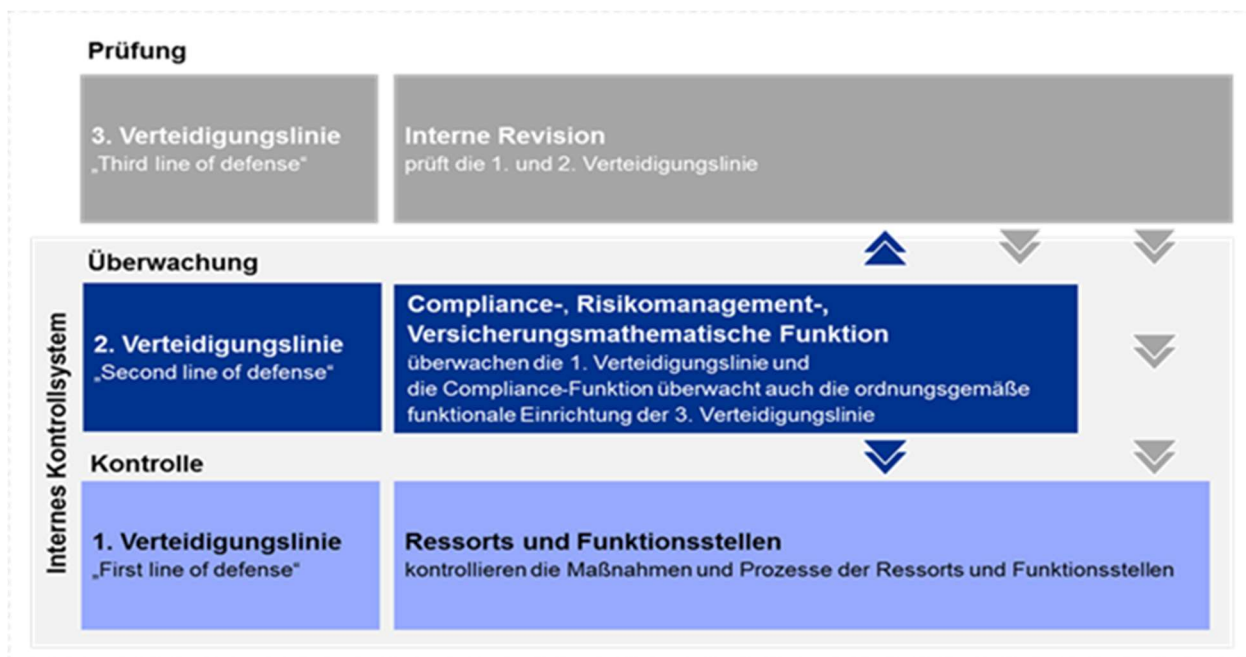 Prüfung
3. Verteidigungslinie
„Third line of defense“
Interne Revision
prüft die 1. und 2. Verteidigungslinie
Internes Kontrollsystem
Überwachung
2. Verteidigungslinie
„Second line of defense“
Compliance-, Risikomanagement-,
Versicherungsmathematische Funktion
überwachen die 1. Verteidigungslinie und
die Compliance-Funktion überwacht auch die ordnungsgemäße
funktionale Einrichtung der 3. Verteidigungslinie
Kontrolle
1. Verteidigungslinie
„First line of defense“
Ressorts und Funktionsstellen
kontrollieren die Maßnahmen und Prozesse der Ressorts und Funktionsstellen